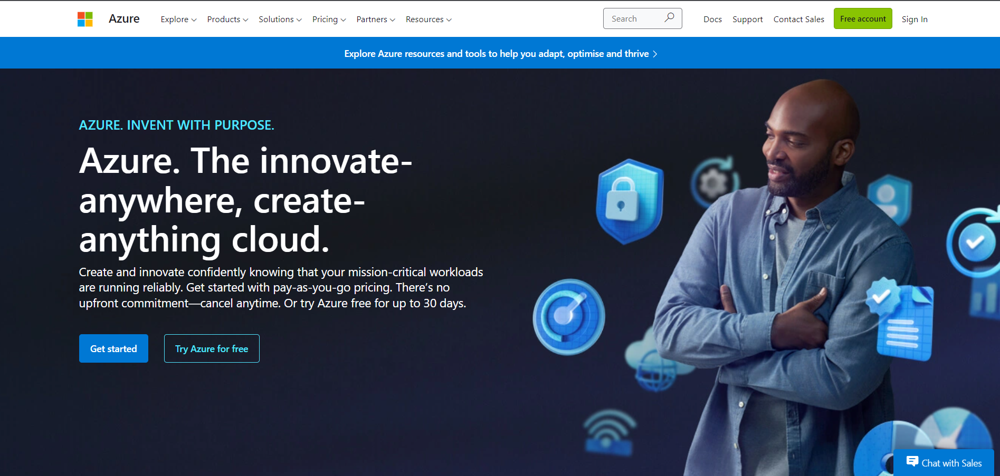 Azure
Explore
Products
Solutions
Pricing
Partners
Resources
Search
Docs
Support
Contact Sales
Free account
Sign In
Explore Azure resources and tools to help you adapt, optimise and thrive
AZURE. INVENT WITH PURPOSE.
Azure. The innovate-
anywhere, create-
anything cloud.
Create and innovate confidently knowing that your mission-critical workloads
are running reliably. Get started with pay-as-you-go pricing. There’s no
upfront commitment—cancel anytime. Or try Azure free for up to 30 days.
Get started
Try Azure for free
Chat with Sales